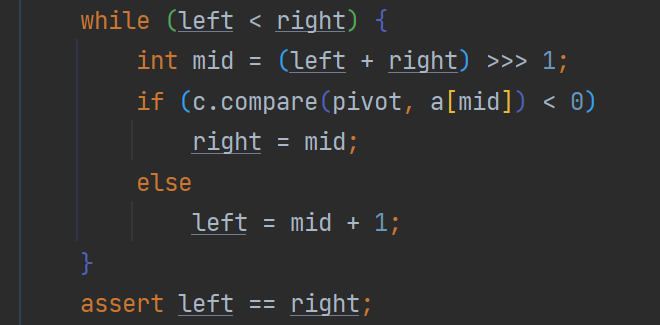 while (left < right) {
int mid = (left + right) >>> 1;
if (c.compare(pivot, a[mid]) < 0)
right = mid;
else
left = mid + 1;
}
assert left == right;